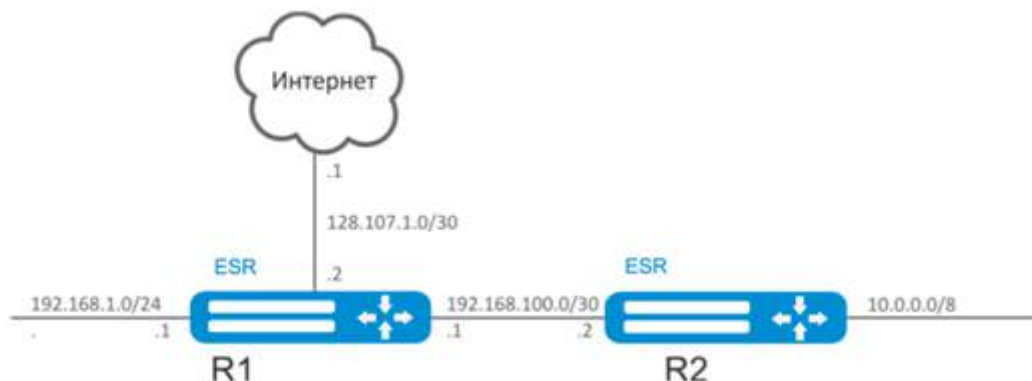 Интернет
.1
128.107.1.0/30
ESR
.2
ESR
192.168.1.0/24
192.168.100.0/30
10.0.0.0/8
.
.1
.1
.2
R1
R2